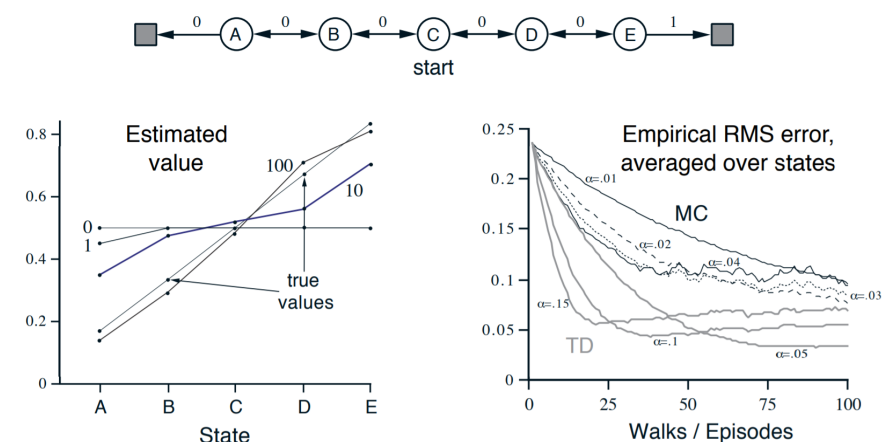 0 0 0 0 0 1
A B C D E
start
Estimated
value
0.8
0.6
0.4
0.2
0
0
1
100
10
true
values
A B C D E
State
Empirical RMS error,
averaged over states
0.25
0.2
0.15
0.1
0.05
0
α=.01
MC
α=.02
α=.04
α=.03
α=.15
TD
α=.1
α=.05
0 25 50 75 100
Walks / Episodes